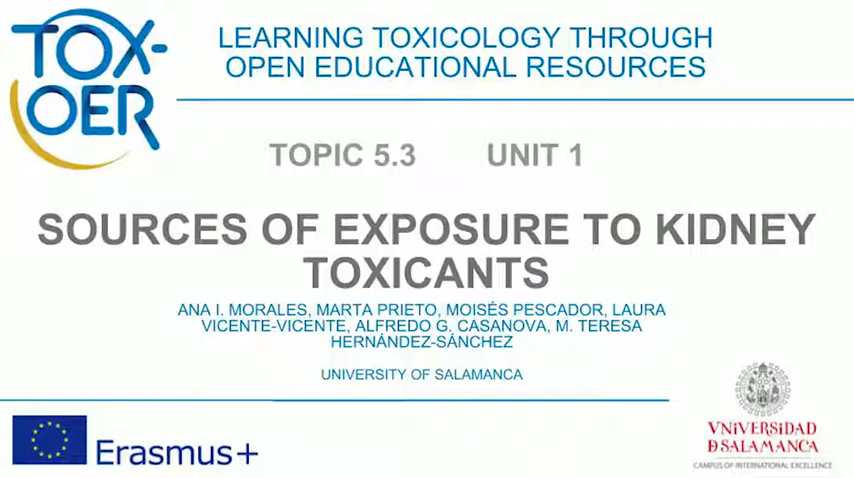 TOX-
OER
LEARNING TOXICOLOGY THROUGH
OPEN EDUCATIONAL RESOURCES
TOPIC 5.3 UNIT 1
SOURCES OF EXPOSURE TO KIDNEY
TOXICANTS
ANA I. MORALES, MARTA PRIETO, MOISÉS PESCADOR, LAURA
VICENTE-VICENTE, ALFREDO G. CASANOVA, M. TERESA
HERNÁNDEZ-SÁNCHEZ
UNIVERSITY OF SALAMANCA
Erasmus+
VNiVERSiDAD
D SALAMANCA
CAMPUS OF INTERNATIONAL EXCELLENCE